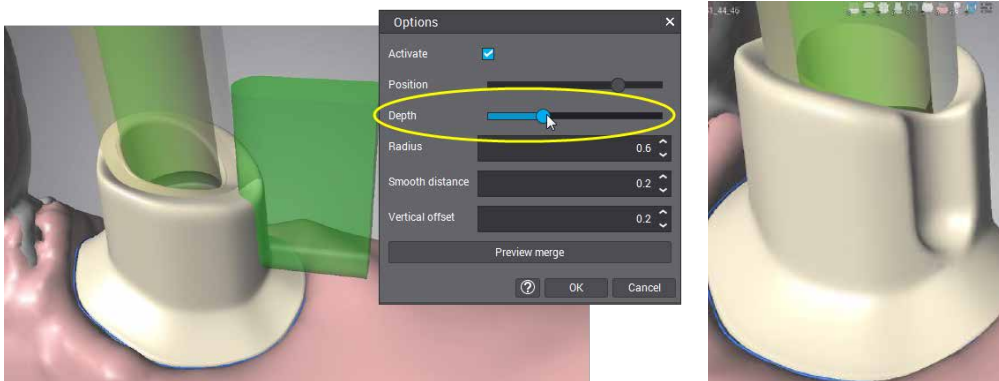 Options
Activate
Position
Depth
Radius 0.6
Smooth distance 0.2
Vertical offset 0.2
Preview merge
? OK Cancel
_44_46